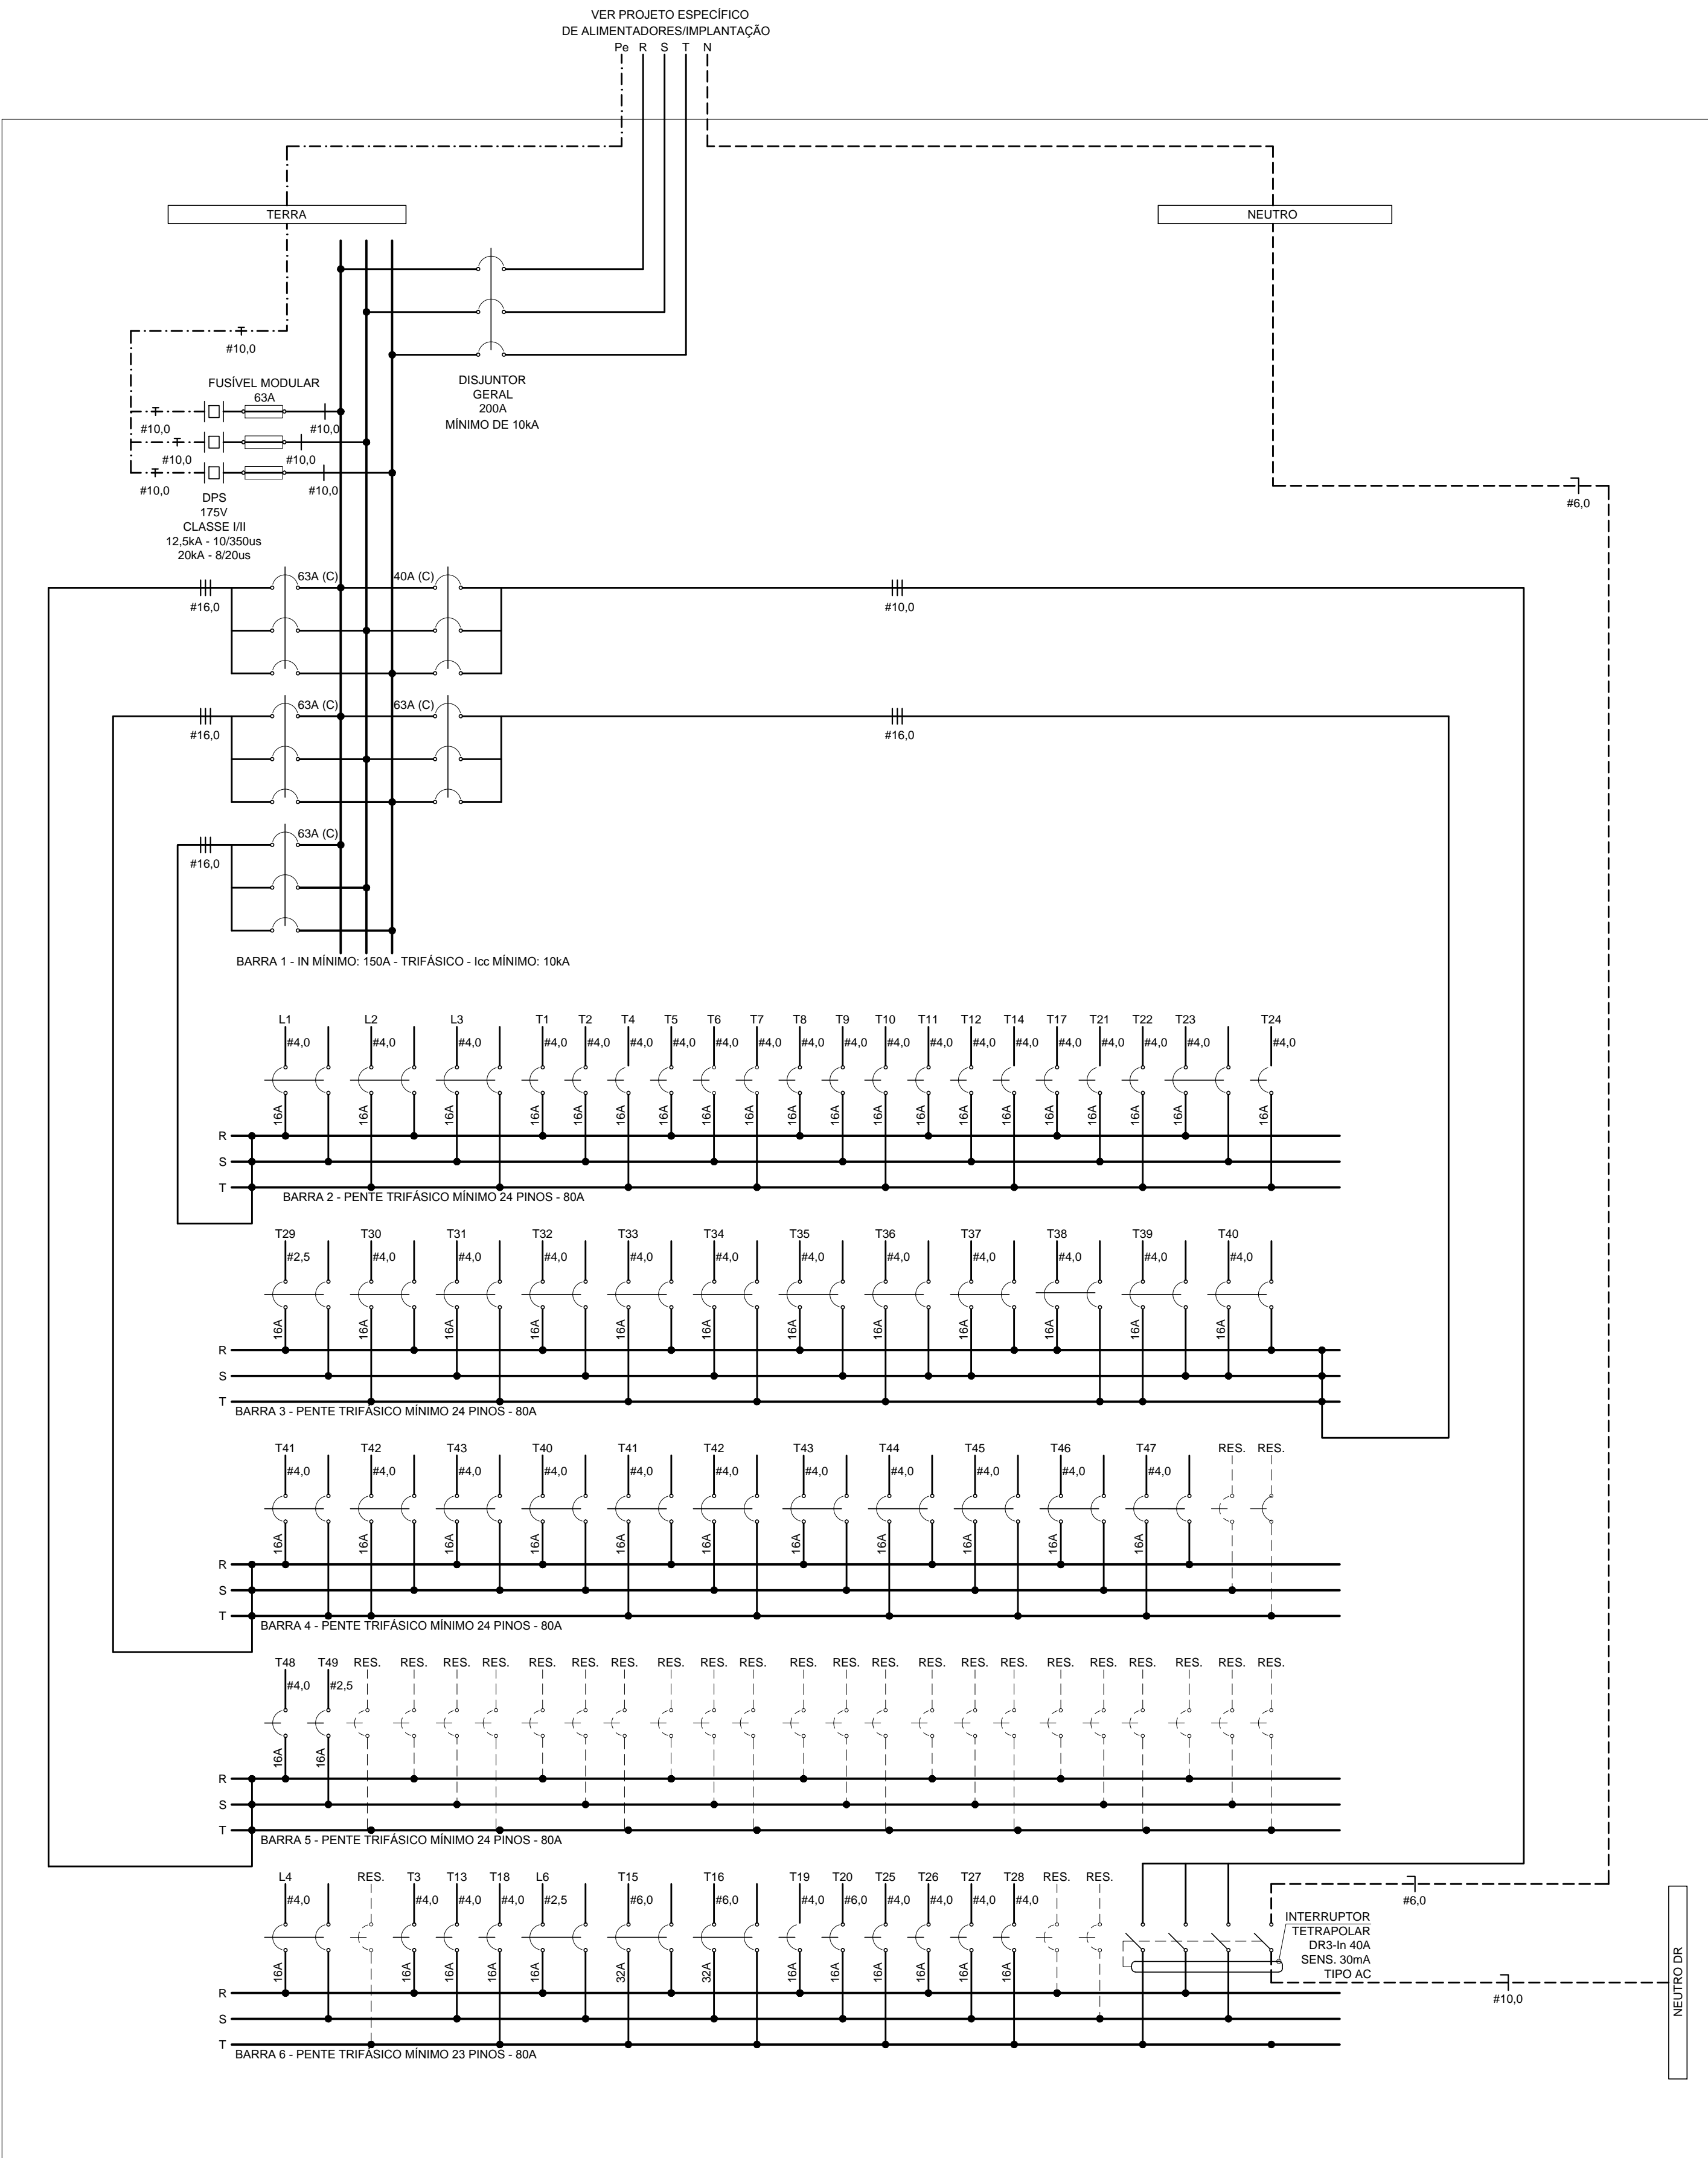 VER PROJETO ESPECÍFICO
DE ALIMENTADORES/IMPLANTAÇÃO
Pe R S T N
TERRA
NEUTRO
#10,0
FUSÍVEL MODULAR
63A
#10,0 #10,0
#10,0 #10,0
#10,0 #10,0
DPS
175V
CLASSE I/II
12,5kA - 10/350us
20kA - 8/20us
DISJUNTOR
GERAL
200A
MÍNIMO DE 10kA
#6,0
63A (C) 40A (C)
#16,0 #10,0
63A (C) 63A (C)
#16,0 #16,0
63A (C)
#16,0
BARRA 1 - IN MÍNIMO: 150A - TRIFÁSICO - Icc MÍNIMO: 10kA
L1 L2 L3 T1 T2 T4 T5 T6 T7 T8 T9 T10 T11 T12 T14 T17 T21 T22 T23 T24
#4,0 #4,0 #4,0 #4,0 #4,0 #4,0 #4,0 #4,0 #4,0 #4,0 #4,0 #4,0 #4,0 #4,0 #4,0 #4,0 #4,0 #4,0 #4,0 #4,0
16A 16A 16A 16A 16A 16A 16A 16A 16A 16A 16A 16A 16A 16A 16A 16A 16A 16A 16A 16A
R
S
T
BARRA 2 - PENTE TRIFÁSICO MÍNIMO 24 PINOS - 80A
T29 T30 T31 T32 T33 T34 T35 T36 T37 T38 T39 T40
#2,5 #4,0 #4,0 #4,0 #4,0 #4,0 #4,0 #4,0 #4,0 #4,0 #4,0 #4,0
16A 16A 16A 16A 16A 16A 16A 16A 16A 16A 16A 16A
R
S
T
BARRA 3 - PENTE TRIFÁSICO MÍNIMO 24 PINOS - 80A
T41 T42 T43 T40 T41 T42 T43 T44 T45 T46 T47 RES. RES.
#4,0 #4,0 #4,0 #4,0 #4,0 #4,0 #4,0 #4,0 #4,0 #4,0 #4,0
16A 16A 16A 16A 16A 16A 16A 16A 16A 16A 16A
R
S
T
BARRA 4 - PENTE TRIFÁSICO MÍNIMO 24 PINOS - 80A
T48 T49 RES. RES. RES. RES. RES. RES. RES. RES. RES. RES. RES. RES. RES. RES. RES. RES. RES. RES. RES. RES. RES. RES.
#4,0 #2,5
16A 16A
R
S
T
BARRA 5 - PENTE TRIFÁSICO MÍNIMO 24 PINOS - 80A
L4 RES. T3 T13 T18 L6 T15 T16 T19 T20 T25 T26 T27 T28 RES. RES.
#4,0 #4,0 #4,0 #4,0 #2,5 #6,0 #6,0 #4,0 #6,0 #4,0 #4,0 #4,0 #4,0
#6,0
16A 16A 16A 16A 16A 32A 32A 16A 16A 16A 16A 16A 16A
INTERRUPTOR
TETRAPOLAR
DR3-In 40A
SENS. 30mA
TIPO AC
#10,0
NEUTRO DR
R
S
T
BARRA 6 - PENTE TRIFÁSICO MÍNIMO 23 PINOS - 80A